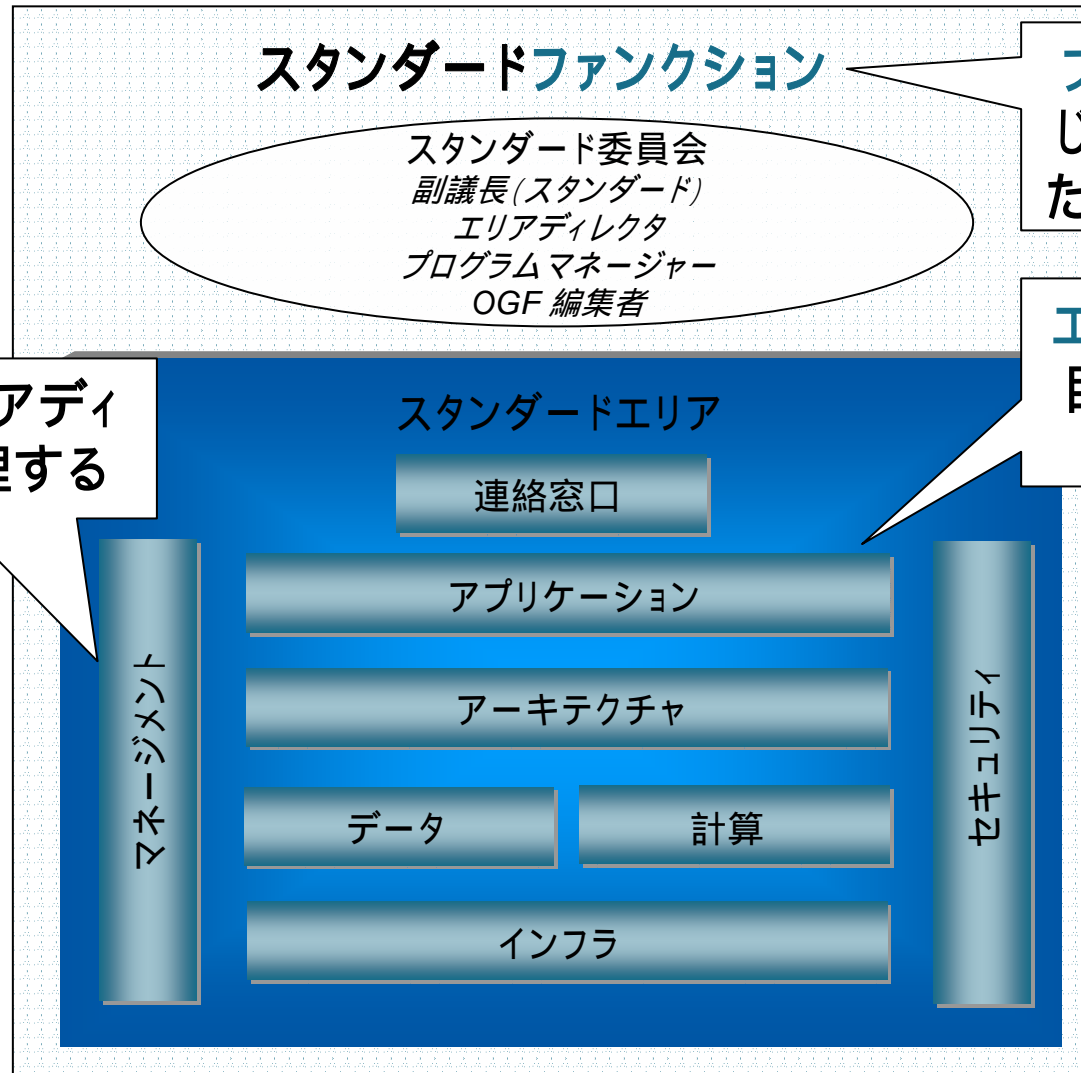 スタンダードファンクション
スタンダード委員会
副議長(スタンダード)
エリアディレクタ
プログラムマネージャー
OGF 編集者
じ
た
アディ
理する
スタンダードエリア
連絡窓口
アプリケーション
アーキテクチャ
データ
計算
インフラ
マネージメント
セキュリティ